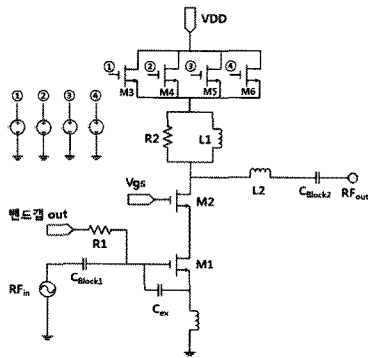 VDD
① ② ③ ④
M3 M4 M5 M6
① ② ③ ④
R2 L1
Vgs
M2
L2
CBlock2
RFout
밴드갭 out
R1
M1
CBlock1
RFin
Cex